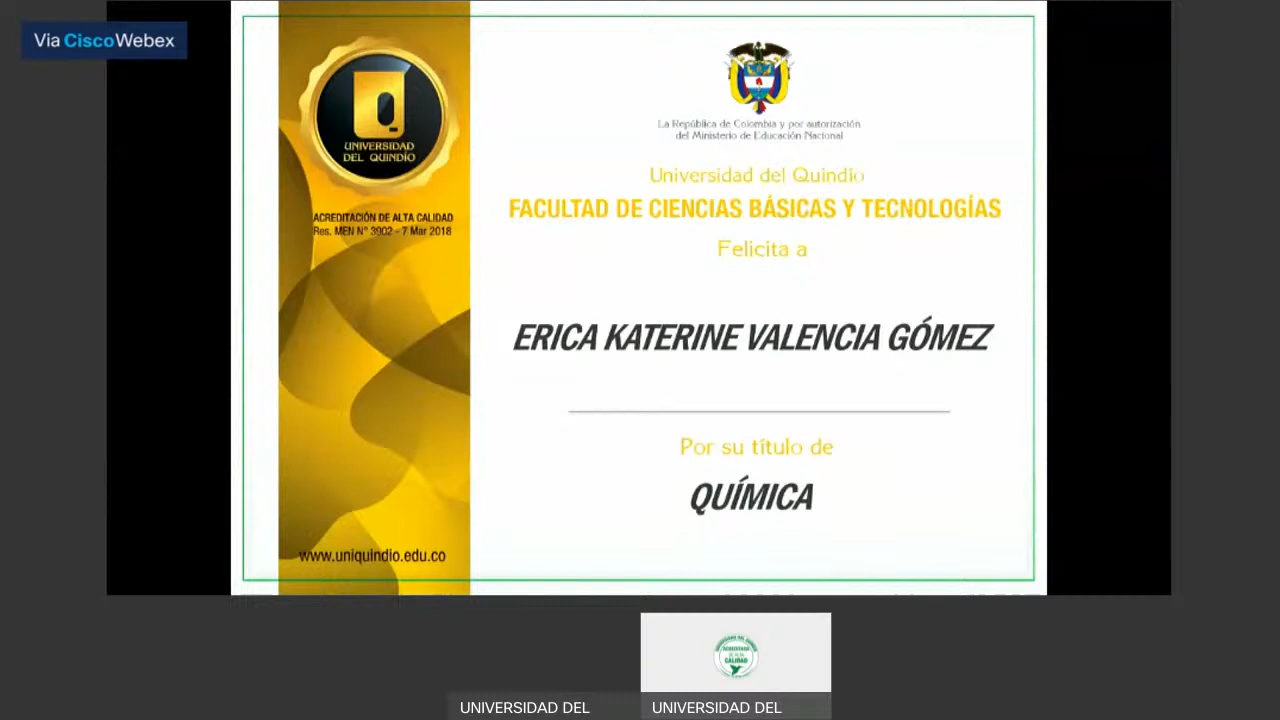 Via CiscoWebex
UNIVERSIDAD
DEL QUINDÍO
ACREDITACIÓN DE ALTA CALIDAD
Res. MEN N° 3902 - 7 Mar 2018
www.uniquindio.edu.co
La República de Colombia y por autorización
del Ministerio de Educación Nacional
Universidad del Quindío
FACULTAD DE CIENCIAS BÁSICAS Y TECNOLOGÍAS
Felicita a
ERICA KATERINE VALENCIA GÓMEZ
Por su título de
QUÍMICA
CALIDAD
UNIVERSIDAD DEL
UNIVERSIDAD DEL